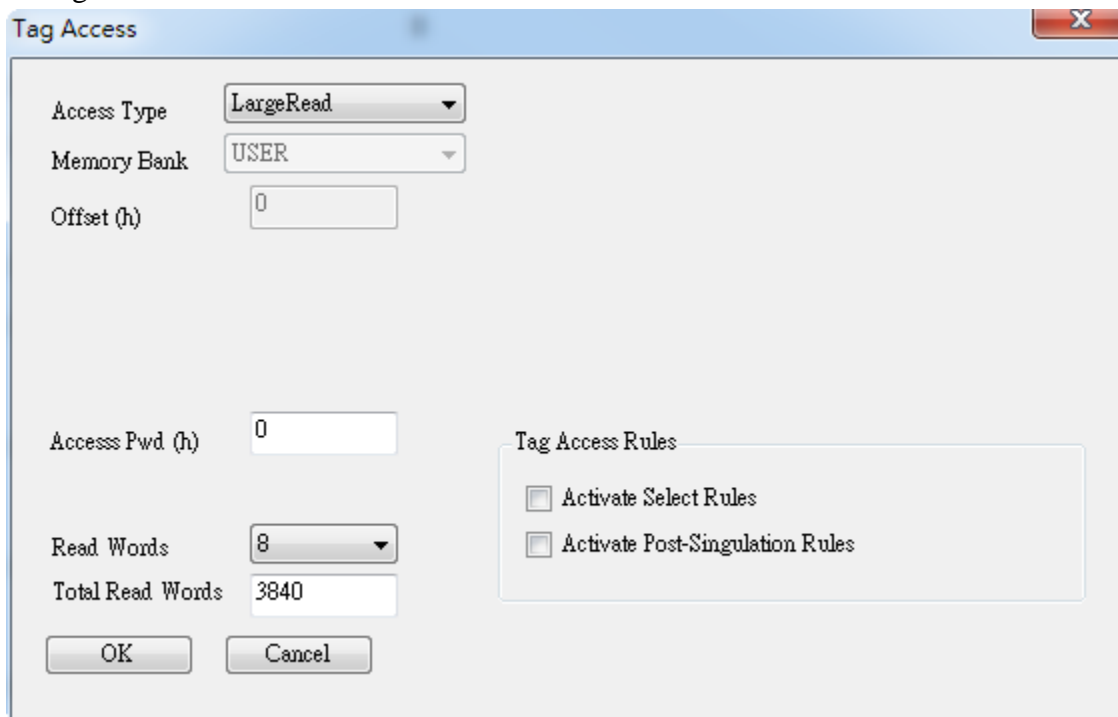 Tag Access
Access Type LargeRead
Memory Bank USER
Offset (h) 0
Accesss Pwd (h) 0
Tag Access Rules
Activate Select Rules
Activate Post-Singulation Rules
Read Words 8
Total Read Words 3840
OK Cancel